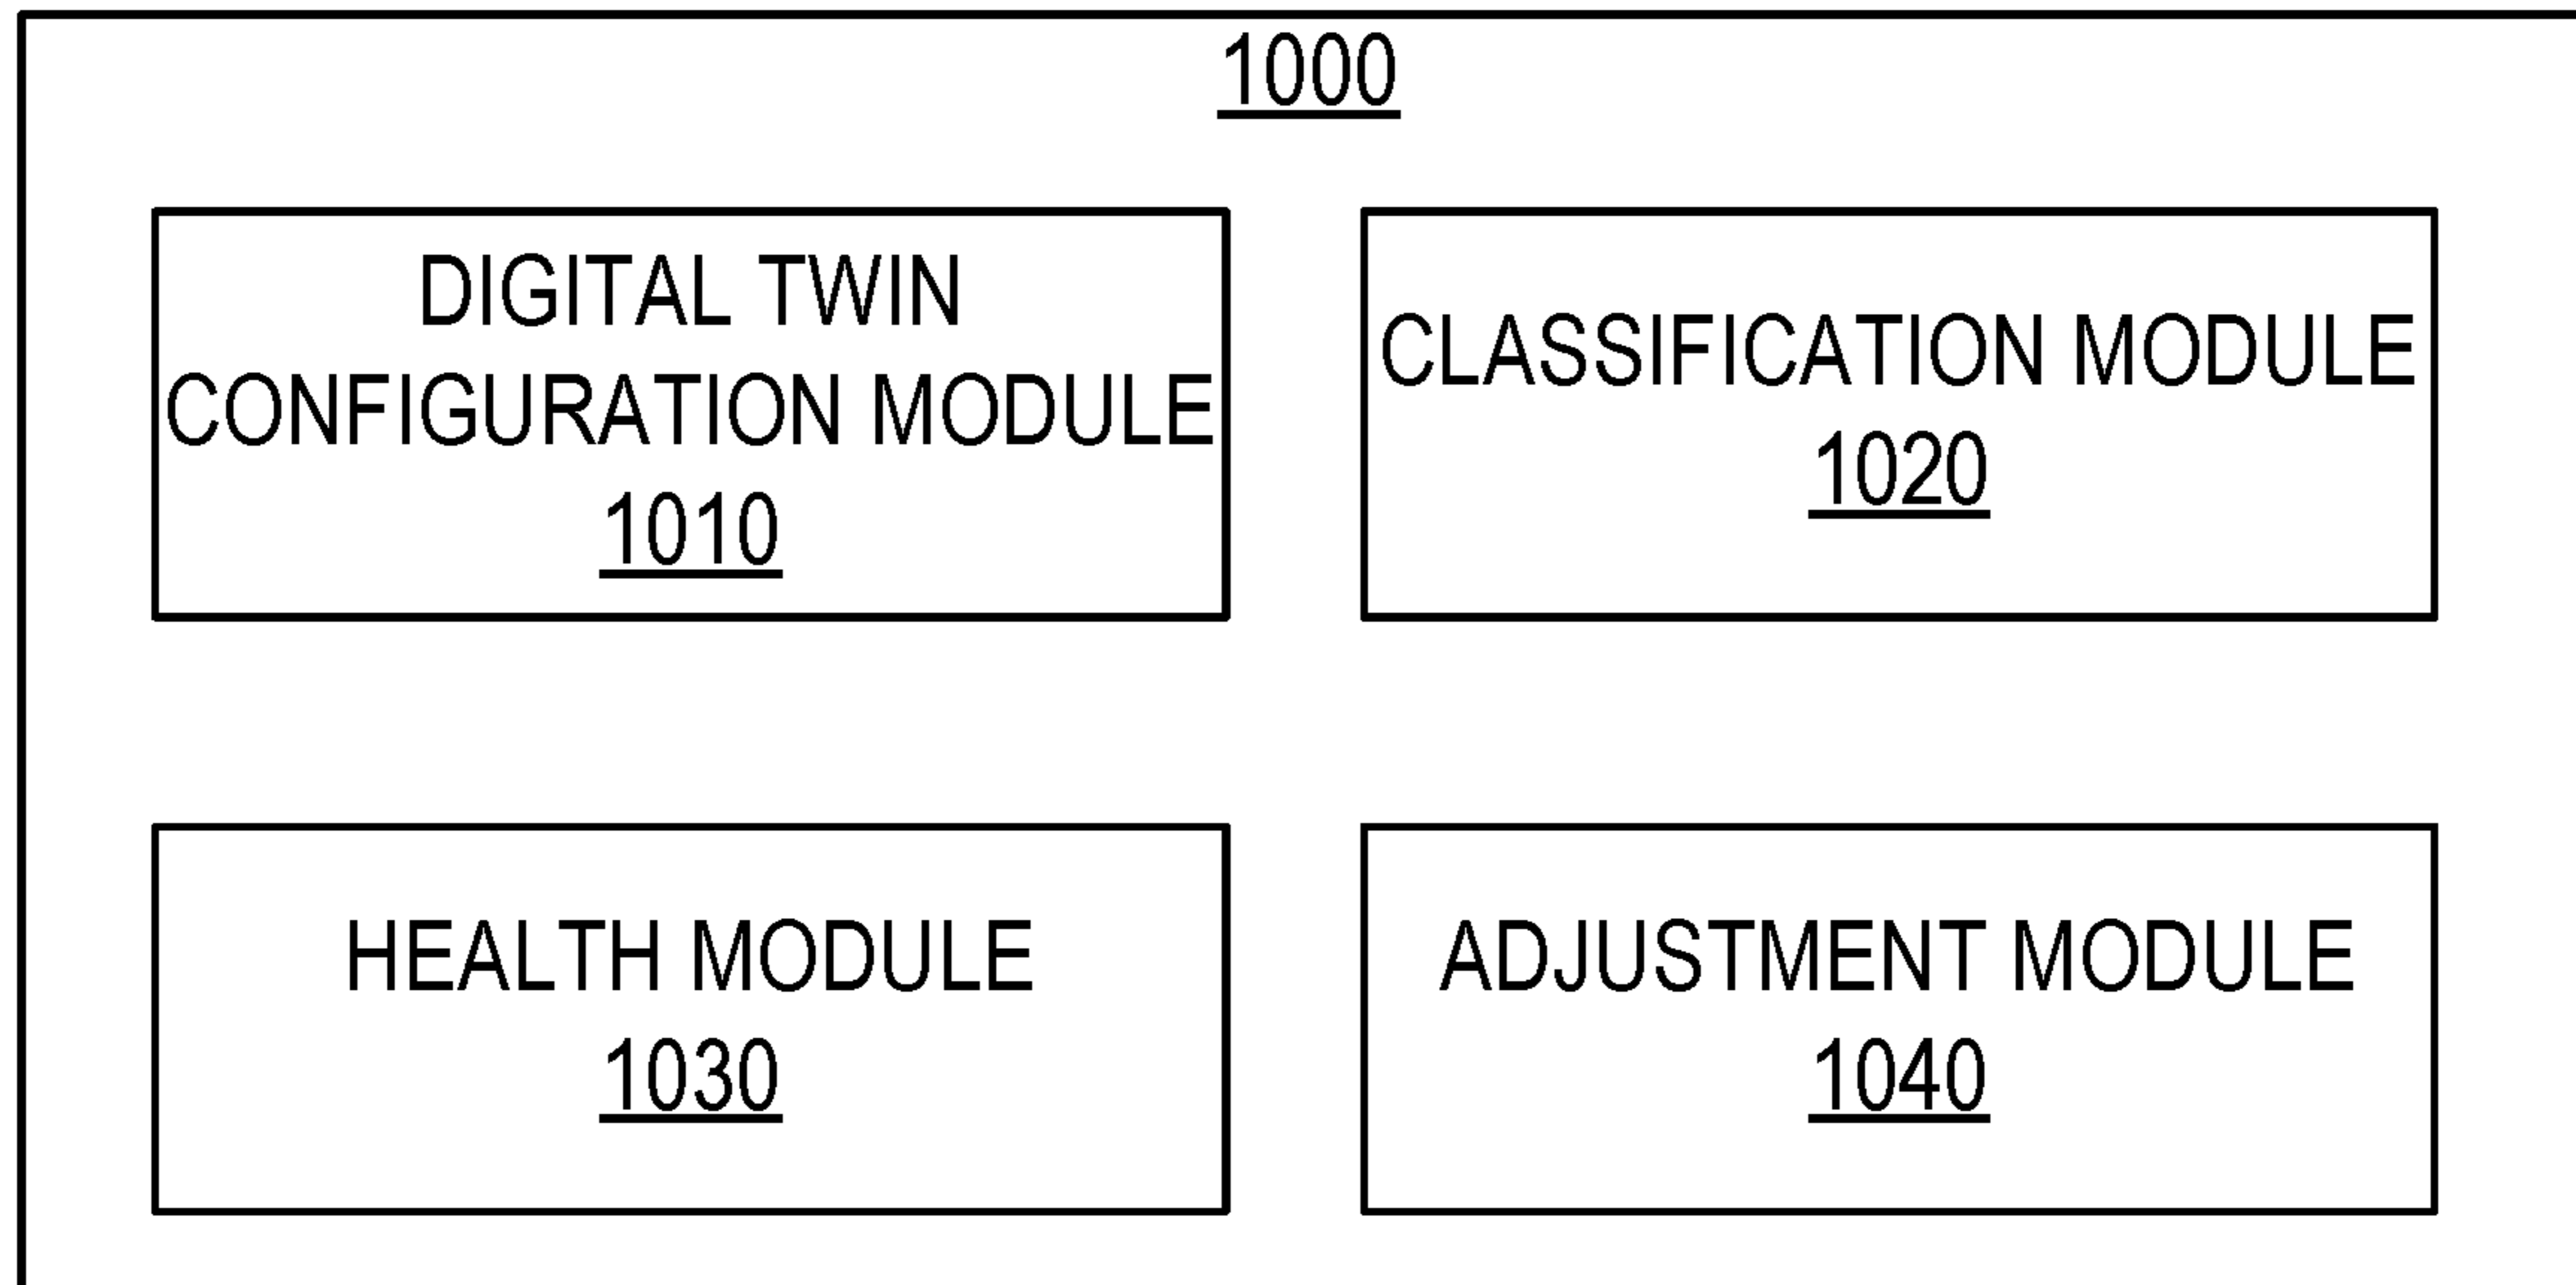 1000
DIGITAL TWIN
CONFIGURATION MODULE
1010
CLASSIFICATION MODULE
1020
HEALTH MODULE
1030
ADJUSTMENT MODULE
1040